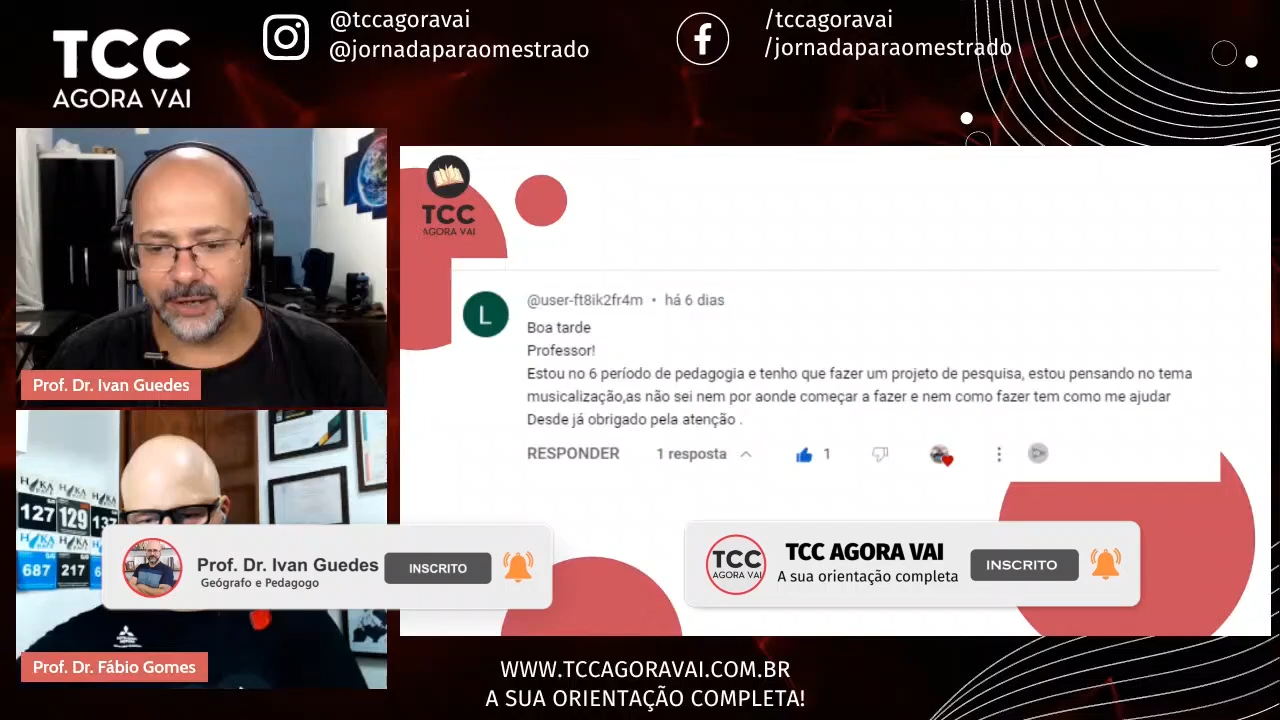 TCC
AGORA VAI
@tccagoravai
@jornadaparaomestrado
/tccagoravai
/jornadaparaomestrado
Prof. Dr. Ivan Guedes
TCC
AGORA VAI
L
@user-ft8ik2fr4m • há 6 dias
Boa tarde
Professor!
Estou no 6 período de pedagogia e tenho que fazer um projeto de pesquisa, estou pensando no tema
musicalização,as não sei nem por aonde começar a fazer e nem como fazer tem como me ajudar
Desde já obrigado pela atenção .
RESPONDER 1 resposta 1
127 129 137
687 217
Prof. Dr. Ivan Guedes
Geógrafo e Pedagogo
INSCRITO
TCC
AGORA VAI
TCC AGORA VAI
A sua orientação completa
INSCRITO
Prof. Dr. Fábio Gomes
WWW.TCCAGORAVAI.COM.BR
A SUA ORIENTAÇÃO COMPLETA!